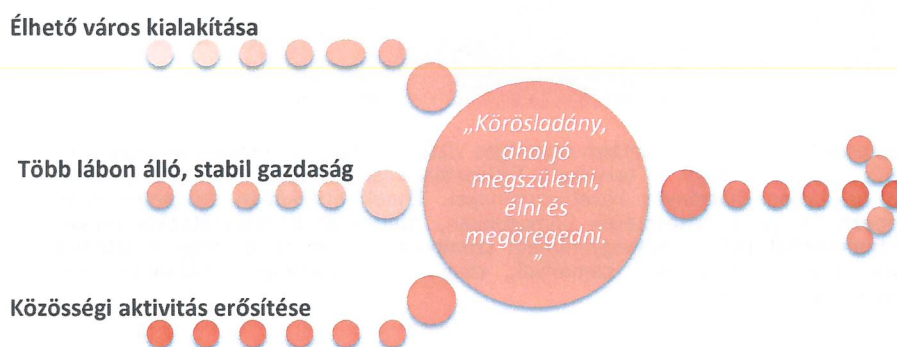 Élhető város kialakítása
Több lábon álló, stabil gazdaság
Közösségi aktivitás erősítése
„Körösladány,
ahol jó
megszületni,
élni és
megöregedni.
”